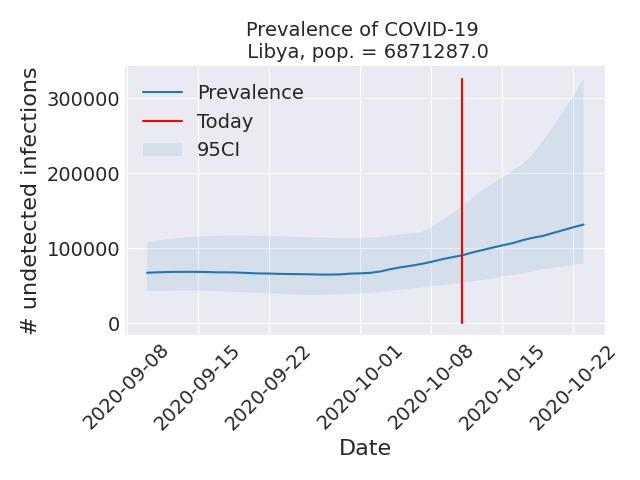 Prevalence of COVID-19
Libya, pop. = 6871287.0
# undetected infections
300000
200000
100000
0
Prevalence
Today
95CI
2020-09-08
2020-09-15
2020-09-22
2020-10-01
2020-10-08
2020-10-15
2020-10-22
Date